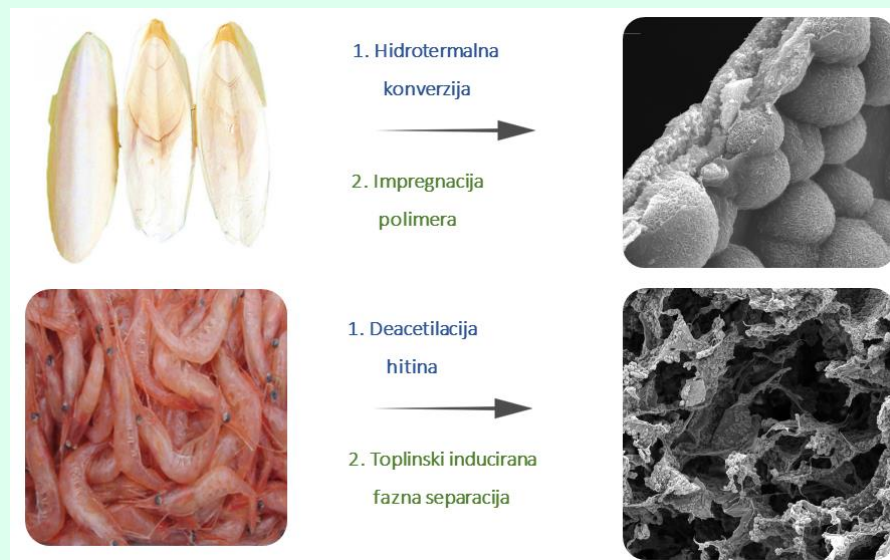 1. Hidrotermalna
konverzija
2. Impregnacija
polimera
1. Deacetilacija
hitina
2. Toplinski inducirana
fazna separacija